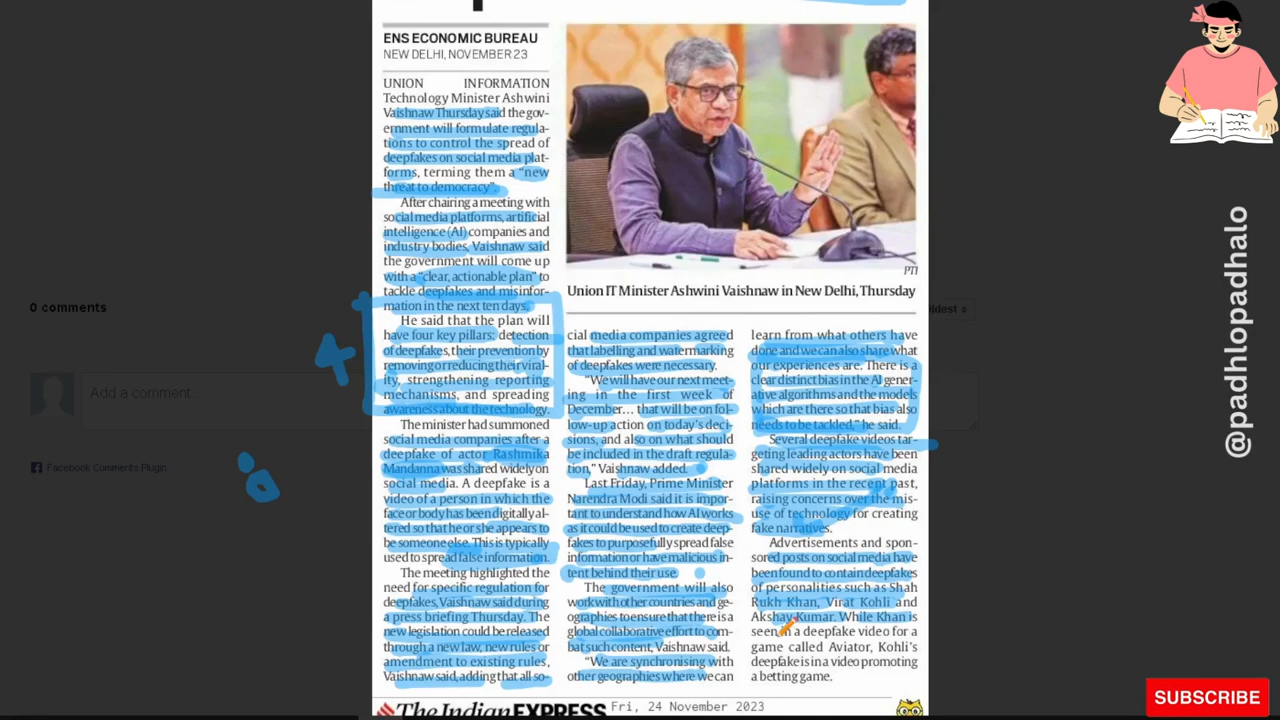 ENS ECONOMIC BUREAU
NEW DELHI, NOVEMBER 23
UNION INFORMATION
Technology Minister Ashwini
Vaishnaw Thursday said the gov-
ernment will formulate regula-
tions to control the spread of
deepfakes on social media plat-
forms, terming them a "new
threat to democracy".
After chairing a meeting with
social media platforms, artificial
intelligence (AI) companies and
industry bodies, Vaishnaw said
the government will come up
with a "clear, actionable plan" to
tackle deepfakes and misinfor-
mation in the next ten days.
He said that the plan will
have four key pillars: detection
of deepfakes, their prevention by
removing or reducing their viral-
ity, strengthening reporting
mechanisms, and spreading
awareness about the technology.
The minister had summoned
social media companies after a
deepfake of actor Rashmika
Mandanna was shared widely on
social media. A deepfake is a
video of a person in which the
face or body has been digitally al-
tered so that he or she appears to
be someone else. This is typically
used to spread false information.
The meeting highlighted the
need for specific regulation for
deepfakes, Vaishnaw said during
a press briefing Thursday. The
new legislation could be released
through a new law, new rules or
amendment to existing rules,
Vaishnaw said, adding that all so-
PTI
Union IT Minister Ashwini Vaishnaw in New Delhi, Thursday
cial media companies agreed
that labelling and watermarking
of deepfakes were necessary.
"We will have our next meet-
ing in the first week of
December... that will be on fol-
low-up action on today's deci-
sions, and also on what should
be included in the draft regula-
tion," Vaishnaw added.
Last Friday, Prime Minister
Narendra Modi said it is impor-
tant to understand how AI works
as it could be used to create deep-
fakes to purposefully spread false
information or have malicious in-
tent behind their use.
The government will also
work with other countries and ge-
ographies to ensure that there is a
global collaborative effort to com-
bat such content, Vaishnaw said.
"We are synchronising with
other geographies where we can
learn from what others have
done and we can also share what
our experiences are. There is a
clear distinct bias in the AI gener-
ative algorithms and the models
which are there so that bias also
needs to be tackled," he said.
Several deepfake videos tar-
geting leading actors have been
shared widely on social media
platforms in the recent past,
raising concerns over the mis-
use of technology for creating
fake narratives.
Advertisements and spon-
sored posts on social media have
been found to contain deepfakes
of personalities such as Shah
Rukh Khan, Virat Kohli and
Akshay Kumar. While Khan is
seen in a deepfake video for a
game called Aviator, Kohli's
deepfake is in a video promoting
a betting game.
The Indian EXPRESS
Fri, 24 November 2023
0 comments
Oldest
Add a comment
Facebook Comments Plugin
4
@padhlopadhalo
SUBSCRIBE